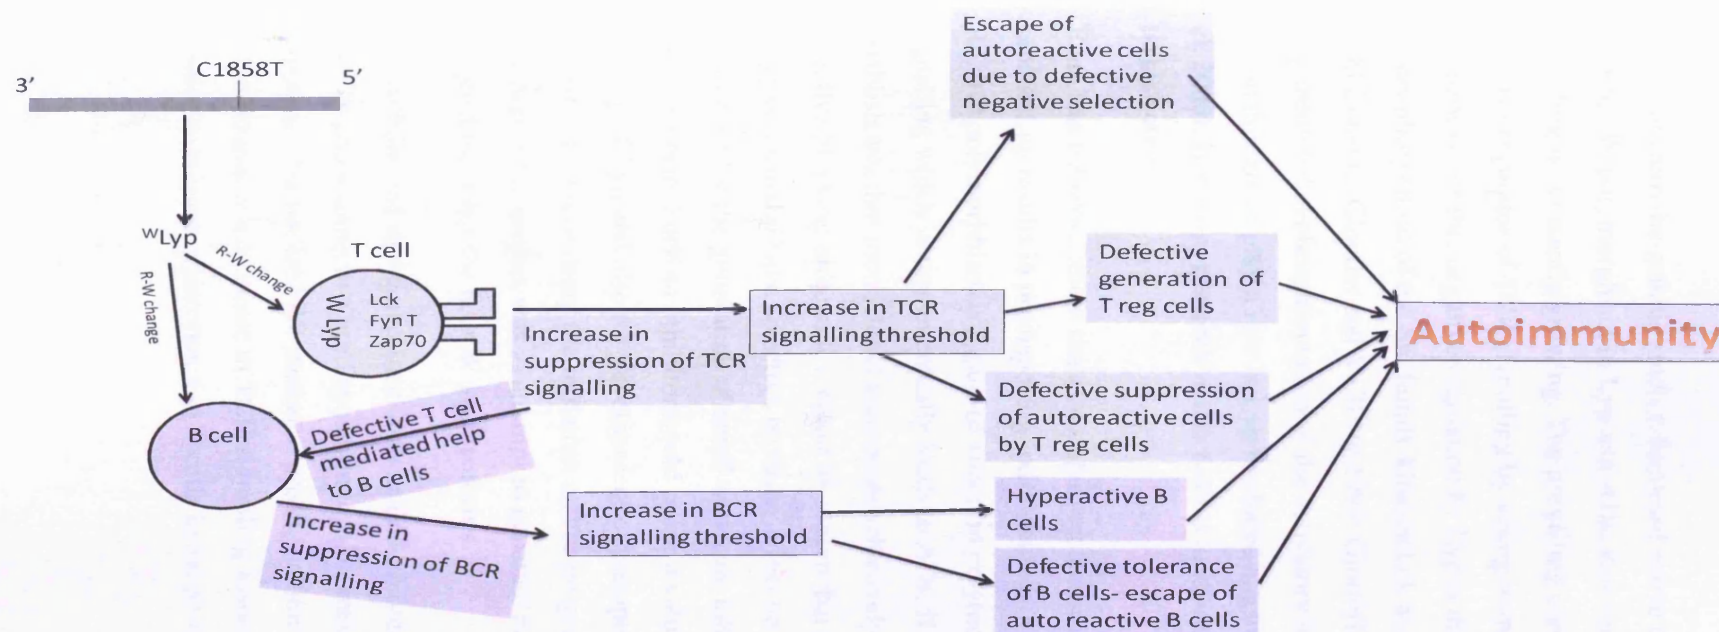 3'
C1858T
5'
WLyp
R-W change
R-W change
T cell
W Lyp
Lck
Fyn T
Zap70
B cell
Increase in
suppression of TCR
signalling
Defective T cell
mediated help
to B cells
Increase in
suppression of BCR
signalling
Increase in TCR
signalling threshold
Increase in BCR
signalling threshold
Escape of
autoreactive cells
due to defective
negative selection
Defective
generation of
T reg cells
Defective suppression
of autoreactive cells
by T reg cells
Hyperactive B
cells
Defective tolerance
of B cells- escape of
auto reactive B cells
Autoimmunity